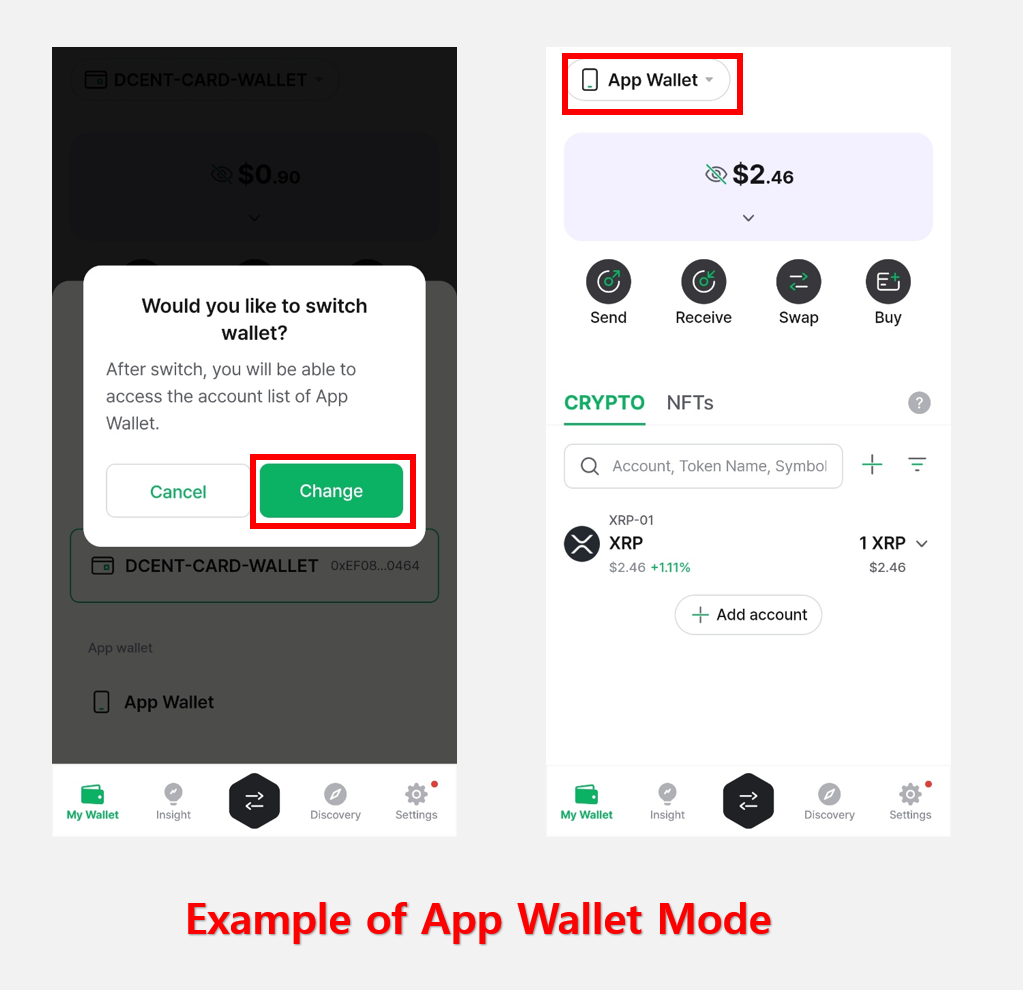 DCENT-CARD-WALLET
$0.90
Would you like to switch
wallet?
After switch, you will be able to
access the account list of App
Wallet.
Cancel
Change
DCENT-CARD-WALLET 0xEF08...0464
App wallet
App Wallet
My Wallet
Insight
Discovery
Settings
App Wallet
$2.46
Send
Receive
Swap
Buy
CRYPTO
NFTs
?
Account, Token Name, Symbol
XRP-01
XRP
1 XRP
$2.46 +1.11%
$2.46
Add account
My Wallet
Insight
Discovery
Settings
Example of App Wallet Mode